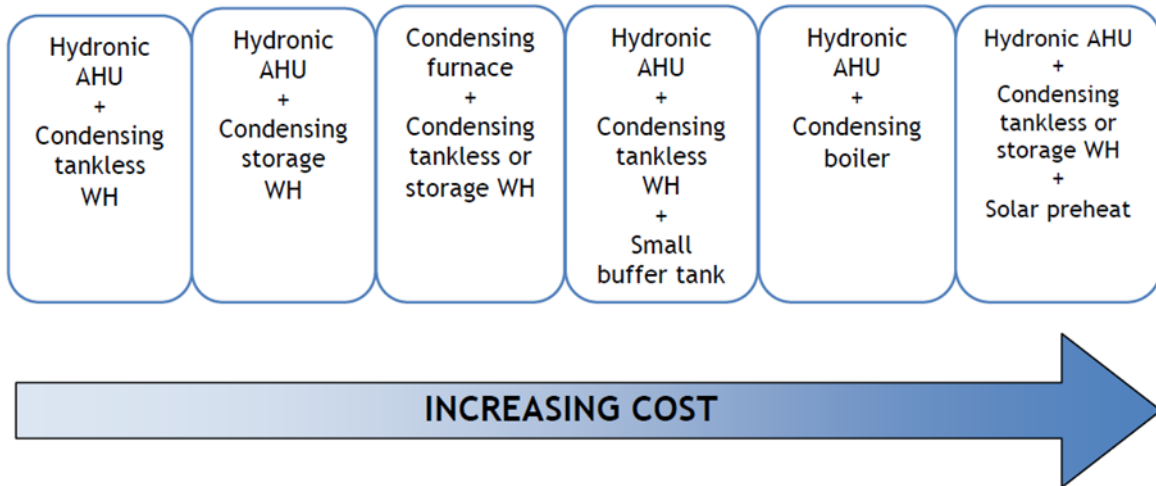 Hydronic
AHU
+
Condensing
tankless
WH
Hydronic
AHU
+
Condensing
storage
WH
Condensing
furnace
+
Condensing
tankless or
storage WH
Hydronic
AHU
+
Condensing
tankless
WH
+
Small
buffer tank
Hydronic
AHU
+
Condensing
boiler
Hydronic AHU
+
Condensing
tankless or
storage WH
+
Solar preheat
INCREASING COST